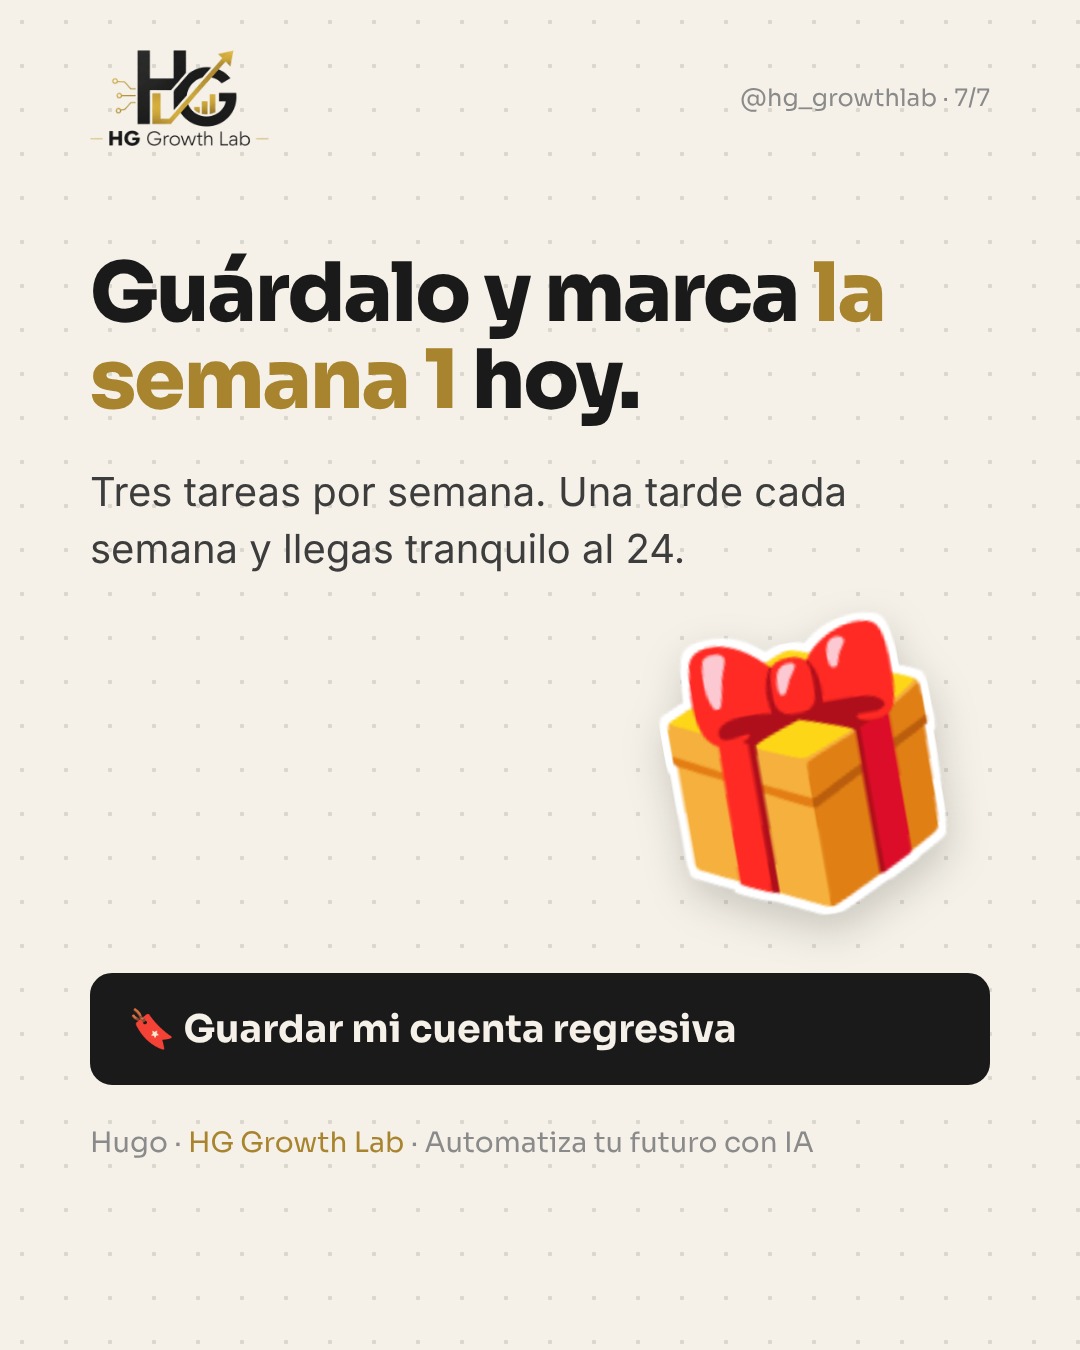 HG
HG Growth Lab
@hg_growthlab · 7/7
Guárdalo y marca la
semana 1 hoy.
Tres tareas por semana. Una tarde cada
semana y llegas tranquilo al 24.
Guardar mi cuenta regresiva
Hugo · HG Growth Lab · Automatiza tu futuro con IA